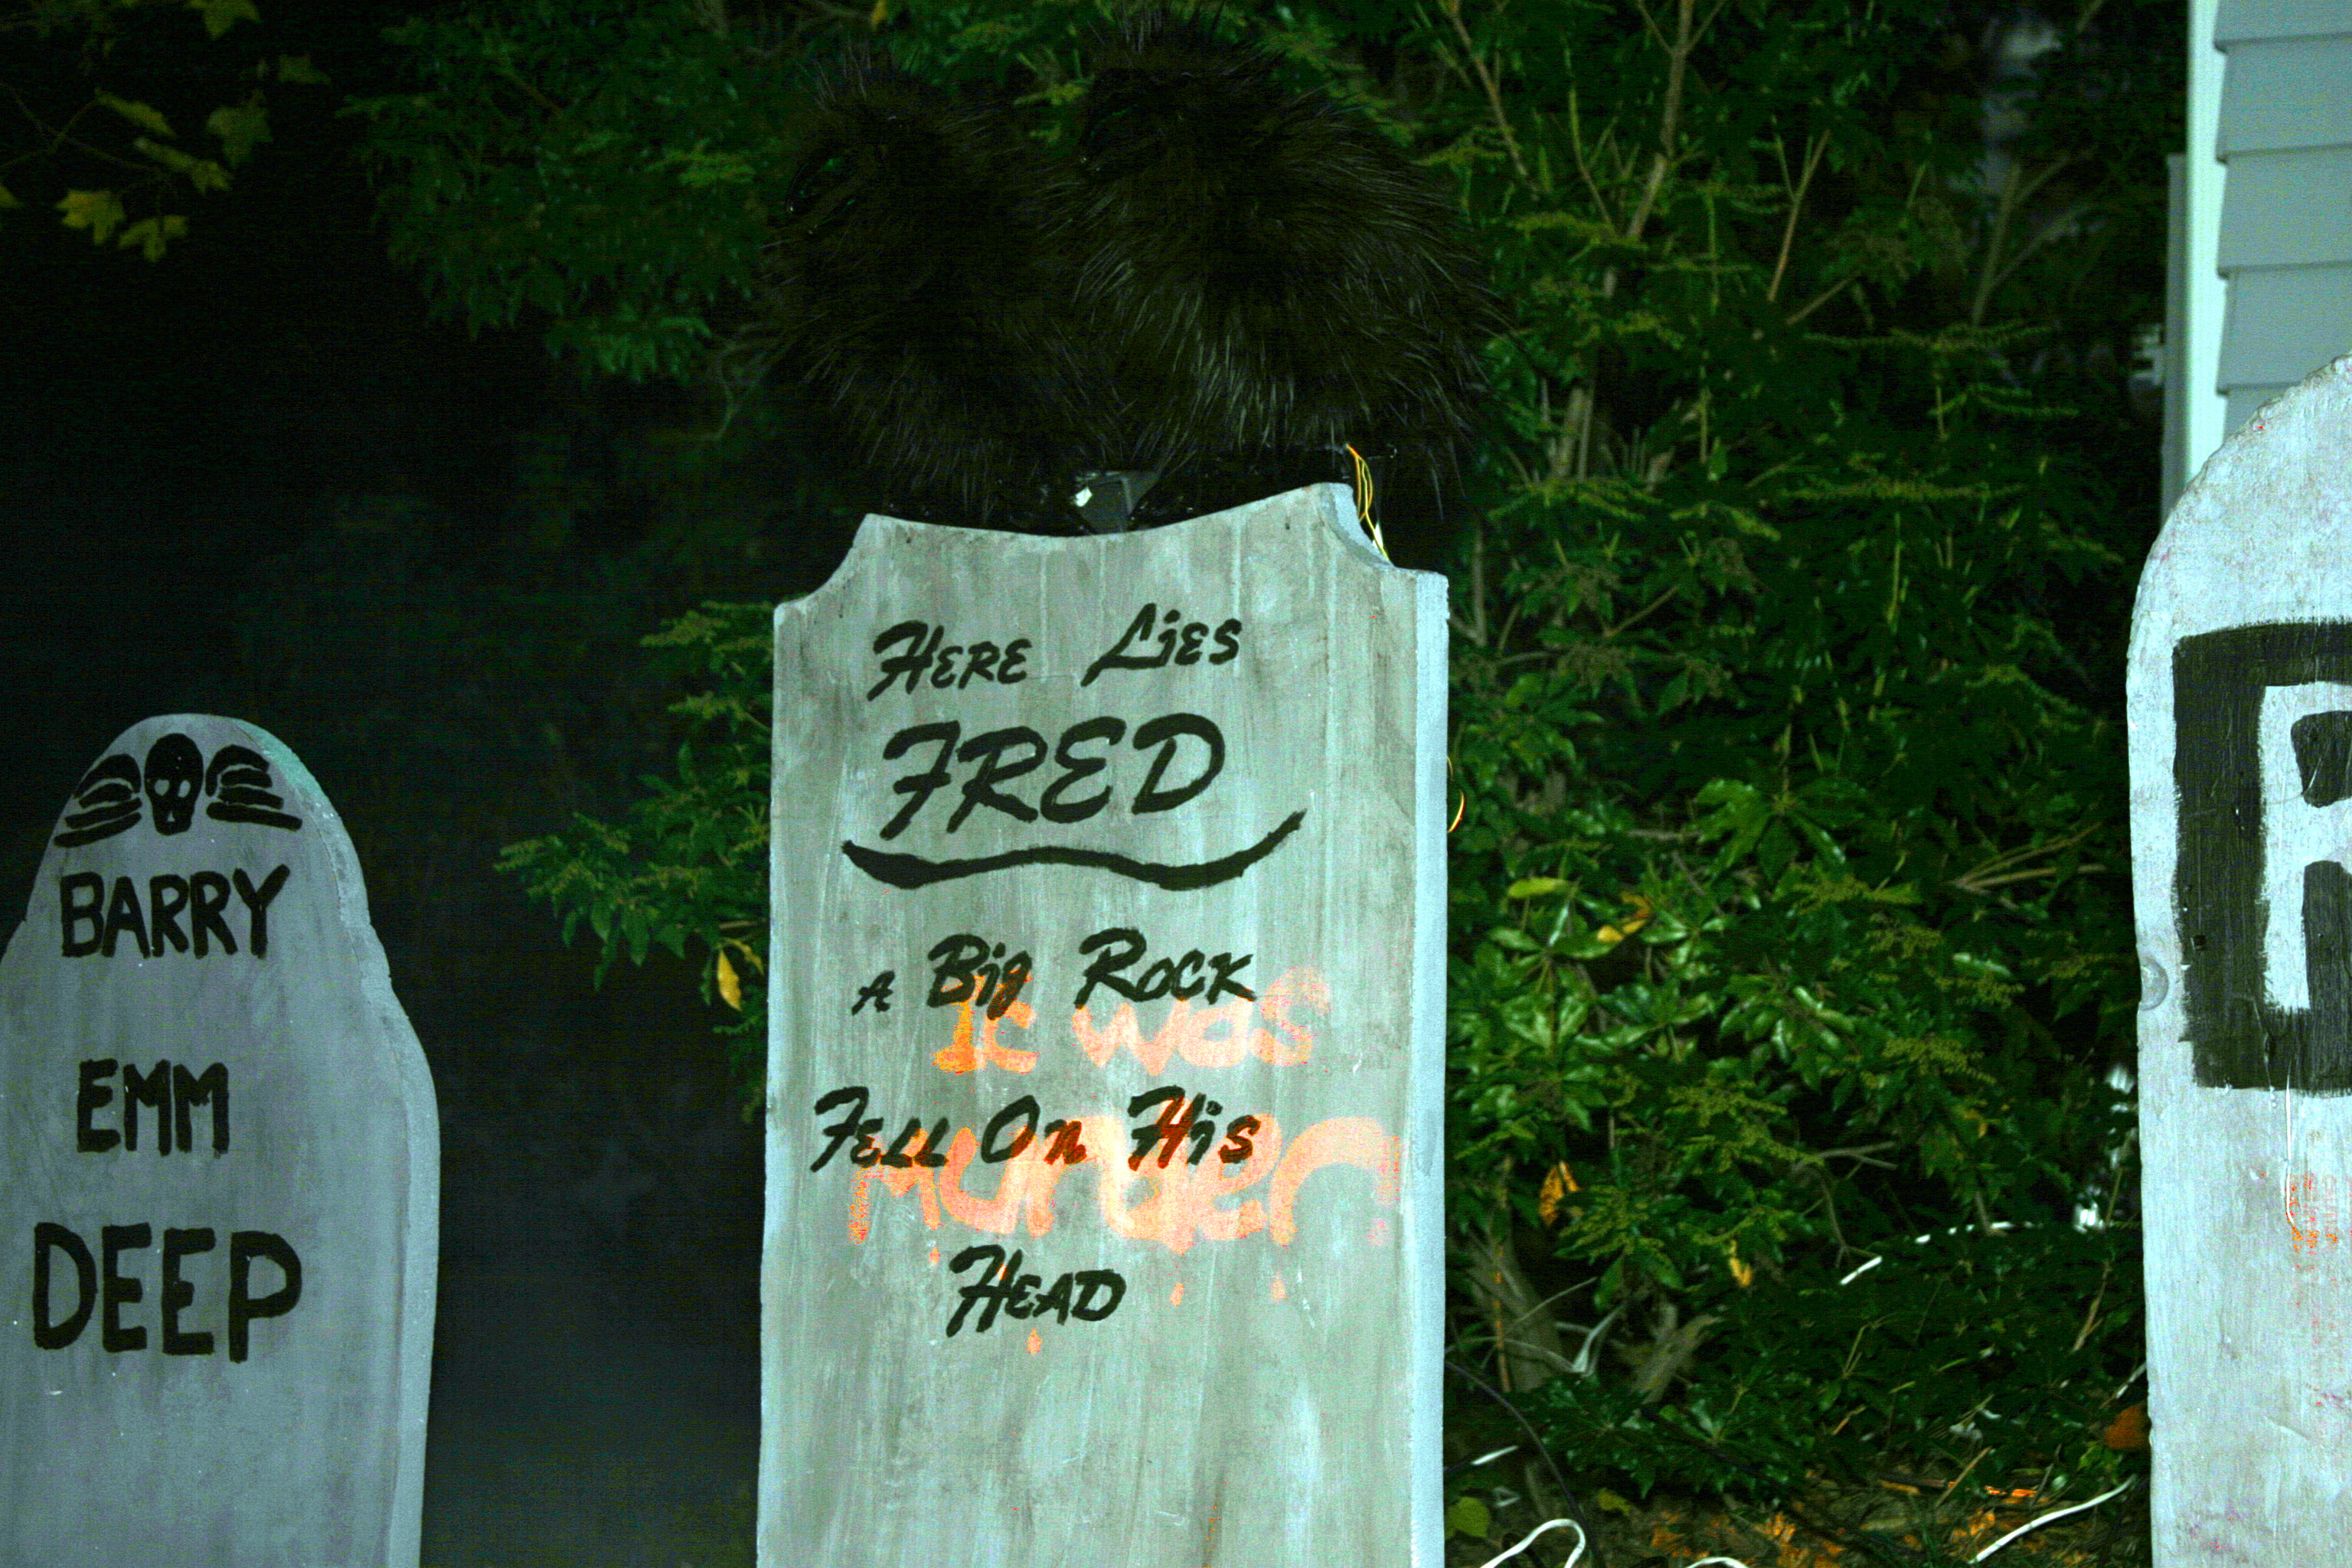 BARRY
EMM
DEEP
HERE LiES
FRED
A Big ROCK
It was
FELL On His
Murder
HEAD
R